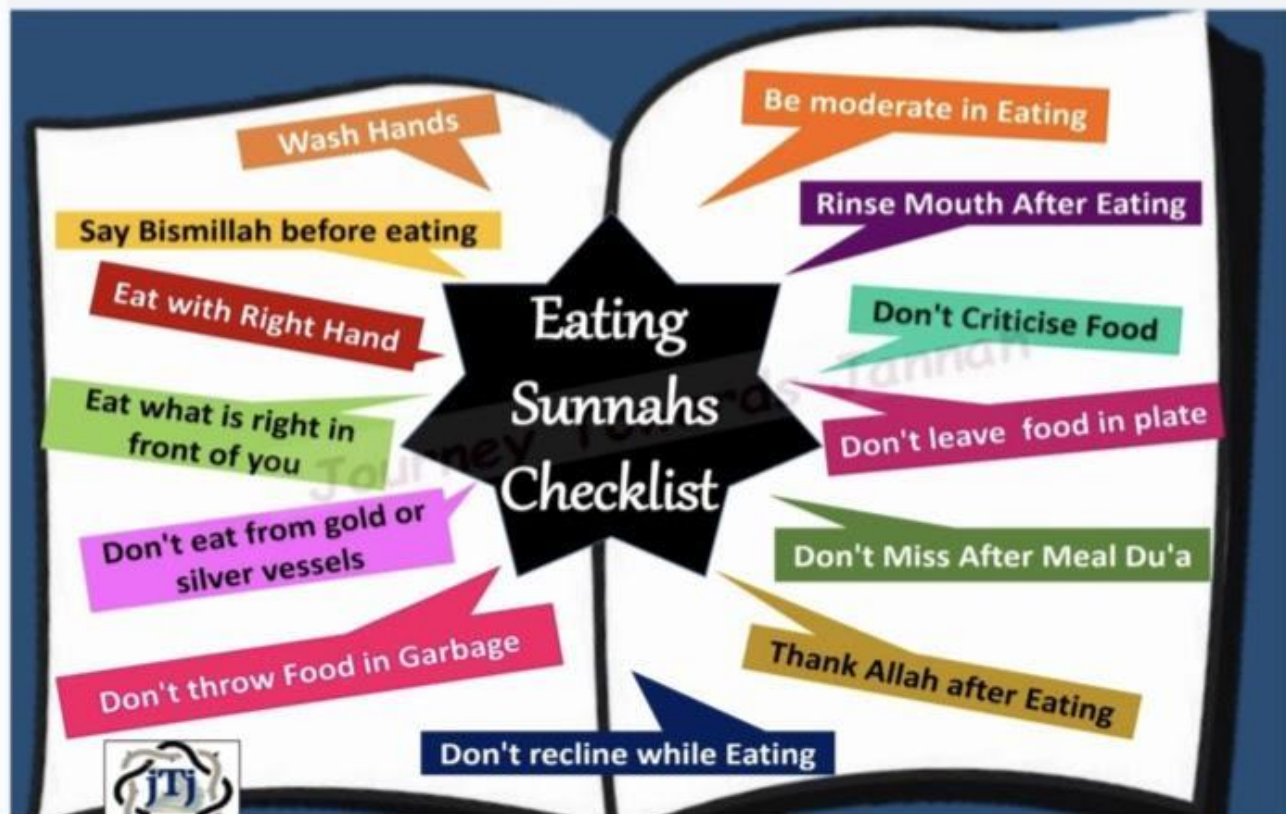 Wash Hands
Say Bismillah before eating
Eat with Right Hand
Eat what is right in
front of you
Don't eat from gold or
silver vessels
Don't throw Food in Garbage
Eating
Sunnahs
Checklist
Be moderate in Eating
Rinse Mouth After Eating
Don't Criticise Food
Don't leave food in plate
Don't Miss After Meal Du'a
Thank Allah after Eating
Don't recline while Eating
Journey Towards Jannah
jTj